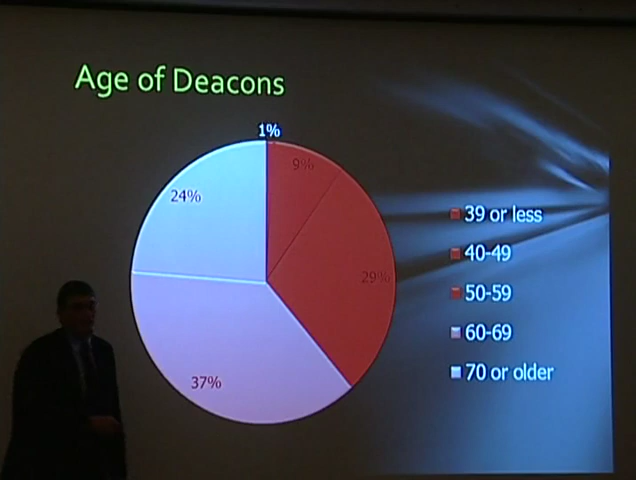 Age of Deacons
1%
9%
24%
29%
37%
39 or less
40-49
50-59
60-69
70 or older